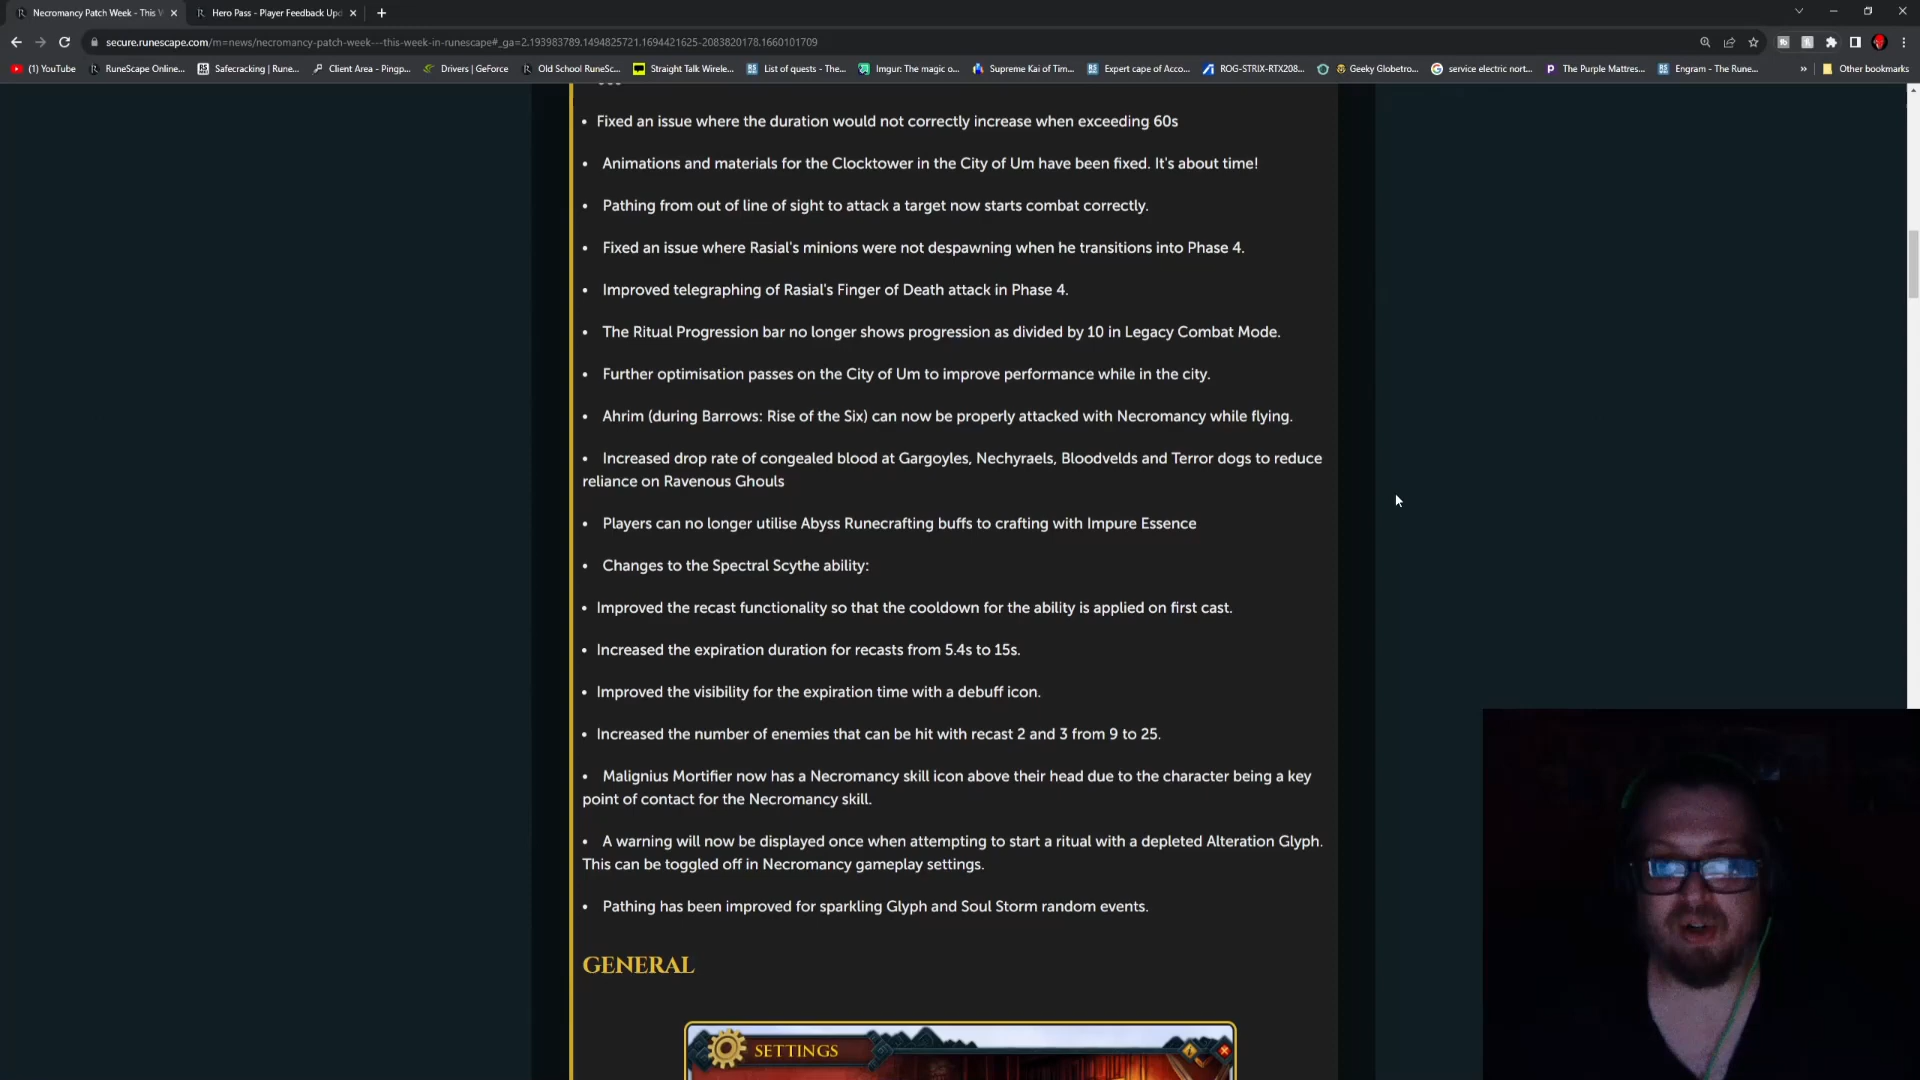 Necromancy Patch Week - This W
Hero Pass - Player Feedback Upd
secure.runescape.com/m=news/necromancy-patch-week---this-week-in-runescape#_ga=2.193983789.1494825721.1694421625-2083820178.1660101709
(1) YouTube
RuneScape Online...
Safecracking | Rune...
Client Area - Pingp...
Drivers | GeForce
Old School RuneSc...
Straight Talk Wirele...
List of quests - The...
Imgur: The magic o...
Supreme Kai of Tim...
Expert cape of Acco...
ROG-STRIX-RTX208...
Geeky Globetro...
service electric nort...
The Purple Mattres...
Engram - The Rune...
»
Other bookmarks
• Fixed an issue where the duration would not correctly increase when exceeding 60s
• Animations and materials for the Clocktower in the City of Um have been fixed. It's about time!
• Pathing from out of line of sight to attack a target now starts combat correctly.
• Fixed an issue where Rasial's minions were not despawning when he transitions into Phase 4.
• Improved telegraphing of Rasial's Finger of Death attack in Phase 4.
• The Ritual Progression bar no longer shows progression as divided by 10 in Legacy Combat Mode.
• Further optimisation passes on the City of Um to improve performance while in the city.
• Ahrim (during Barrows: Rise of the Six) can now be properly attacked with Necromancy while flying.
• Increased drop rate of congealed blood at Gargoyles, Nechyraels, Bloodvelds and Terror dogs to reduce
reliance on Ravenous Ghouls
• Players can no longer utilise Abyss Runecrafting buffs to crafting with Impure Essence
• Changes to the Spectral Scythe ability:
• Improved the recast functionality so that the cooldown for the ability is applied on first cast.
• Increased the expiration duration for recasts from 5.4s to 15s.
• Improved the visibility for the expiration time with a debuff icon.
• Increased the number of enemies that can be hit with recast 2 and 3 from 9 to 25.
• Malignius Mortifier now has a Necromancy skill icon above their head due to the character being a key
point of contact for the Necromancy skill.
• A warning will now be displayed once when attempting to start a ritual with a depleted Alteration Glyph.
This can be toggled off in Necromancy gameplay settings.
• Pathing has been improved for sparkling Glyph and Soul Storm random events.
GENERAL
SETTINGS